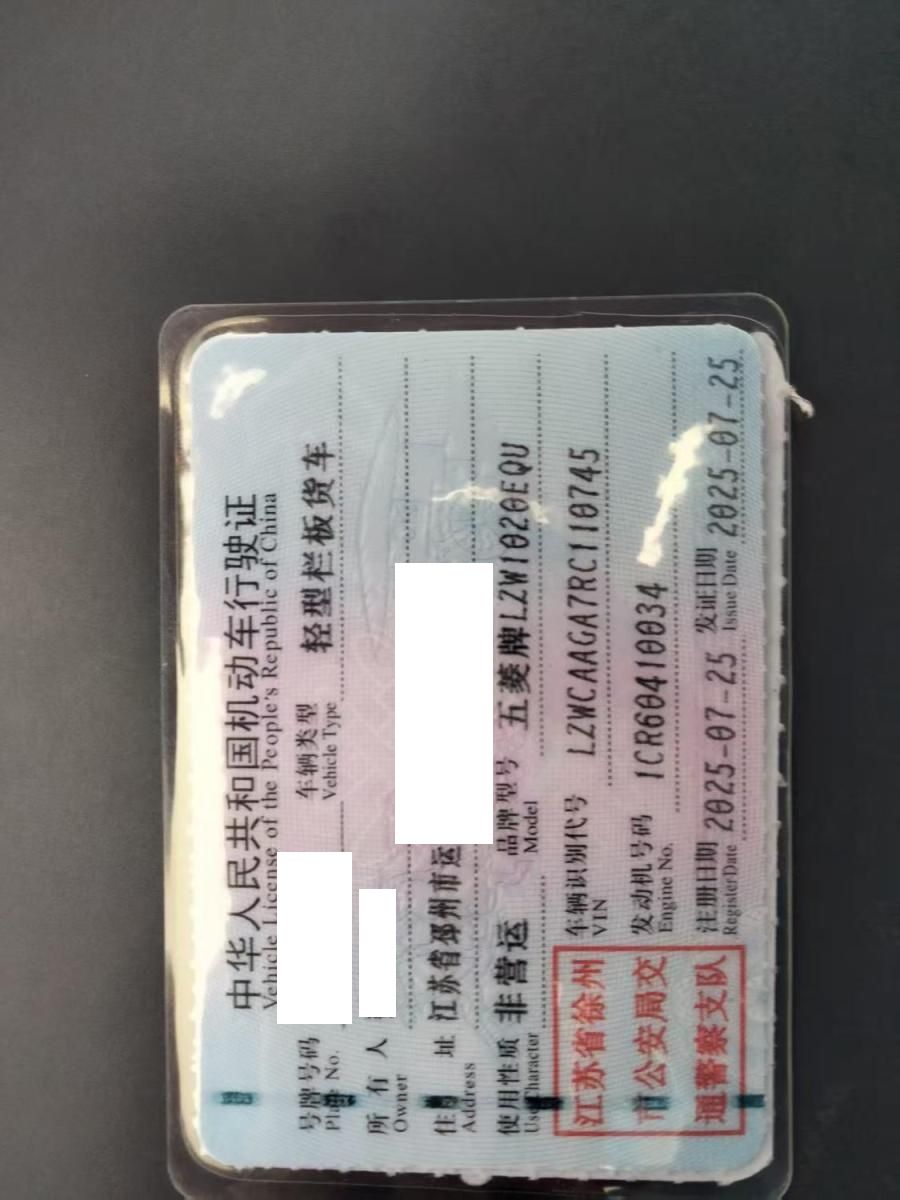 中华人民共和国机动车行驶证
Vehicle License of the People's Republic of China
号牌号码 车辆类型 轻型栏板货车
Plate No. Vehicle Type
所有人
Owner
住址 江苏省邳州市运
Address
使用性质 非营运 品牌型号 五菱牌LZW1020EQU
Use Character Model
江苏省徐州市公安局交通警察支队
车辆识别代号 LZWCAAGA7RC110745
VIN
发动机号码 1CR60410034
Engine No.
注册日期 2025-07-25 发证日期 2025-07-25
Register Date Issue Date